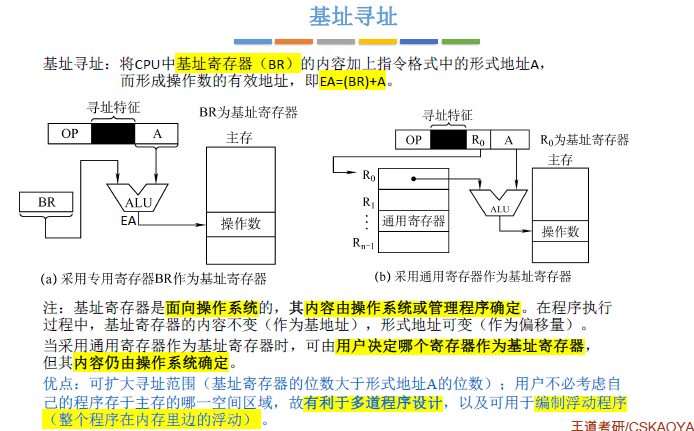 基址寻址
基址寻址：将CPU中基址寄存器（BR）的内容加上指令格式中的形式地址A，
而形成操作数的有效地址，即EA=(BR)+A。
寻址特征
OP
A
BR为基址寄存器
主存
BR
ALU
EA
操作数
(a) 采用专用寄存器BR作为基址寄存器
寻址特征
OP
R0
A
R0为基址寄存器
主存
R0
R1
⋮
Rn−1
通用寄存器
ALU
操作数
(b) 采用通用寄存器作为基址寄存器
注：基址寄存器是面向操作系统的，其内容由操作系统或管理程序确定。在程序执行
过程中，基址寄存器的内容不变（作为基地址），形式地址可变（作为偏移量）。
当采用通用寄存器作为基址寄存器时，可由用户决定哪个寄存器作为基址寄存器，
但其内容仍由操作系统确定。
优点：可扩大寻址范围（基址寄存器的位数大于形式地址A的位数）；用户不必考虑自
己的程序存于主存的哪一空间区域，故有利于多道程序设计，以及可用于编制浮动程序
（整个程序在内存里边的浮动）。
王道考研/CSKAOYA